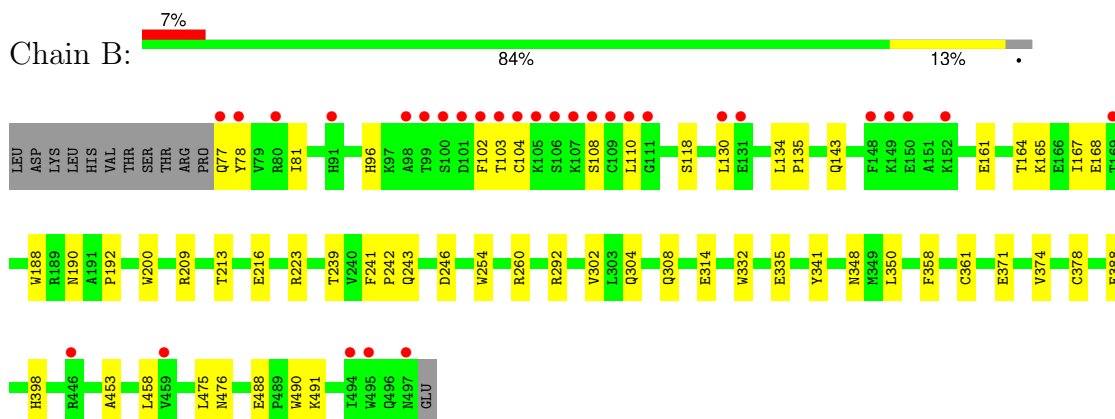 7%
Chain B:
84% 13% •
LEU ASP LYS LEU HIS VAL THR SER THR THR ARG PRO Q77 Y78 V79 R80 I81 H91 H96 K97 A98 T99 S100 D101 F102 T103 C104 K105 S106 K107 S108 C109 L110 G111 S118 L130 E131 L134 P135 Q143 F148 K149 E150 A151 K152 E161 T164 K165 E166 I167 E168 T169
W188 R189 N190 A191 P192 W200 R209 T213 E216 R223 T239 V240 F241 P242 Q243 D246 W254 R260 R292 V302 L303 Q304 Q308 E314 W332 E335 Y341 N348 M349 L350 F358 C361 E371 V374 C378
H398 R446 A453 L458 V459 L475 N476 E488 P489 W490 K491 I494 W495 Q496 N497 GLU